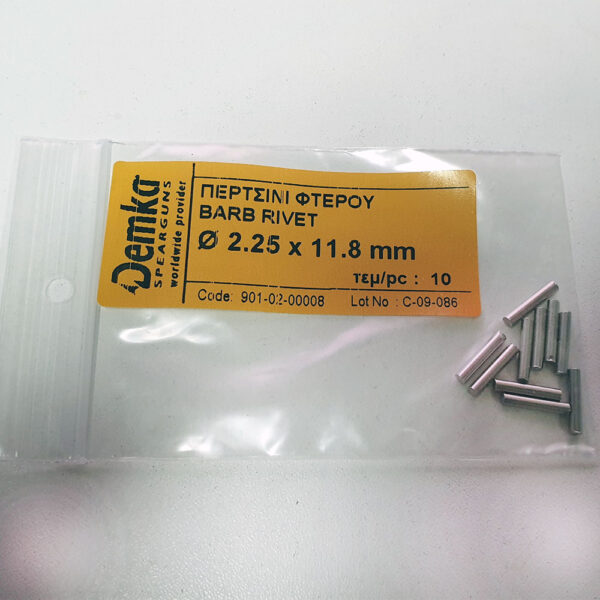 Demka
SPEARGUNS
worldwide provider
ΠΕΡΤΣΙΝΙ ΦΤΕΡΟΥ
BARB RIVET
Ø 2.25 x 11.8 mm
τεμ/pc : 10
Code: 901-02-00008 Lot No : C-09-086